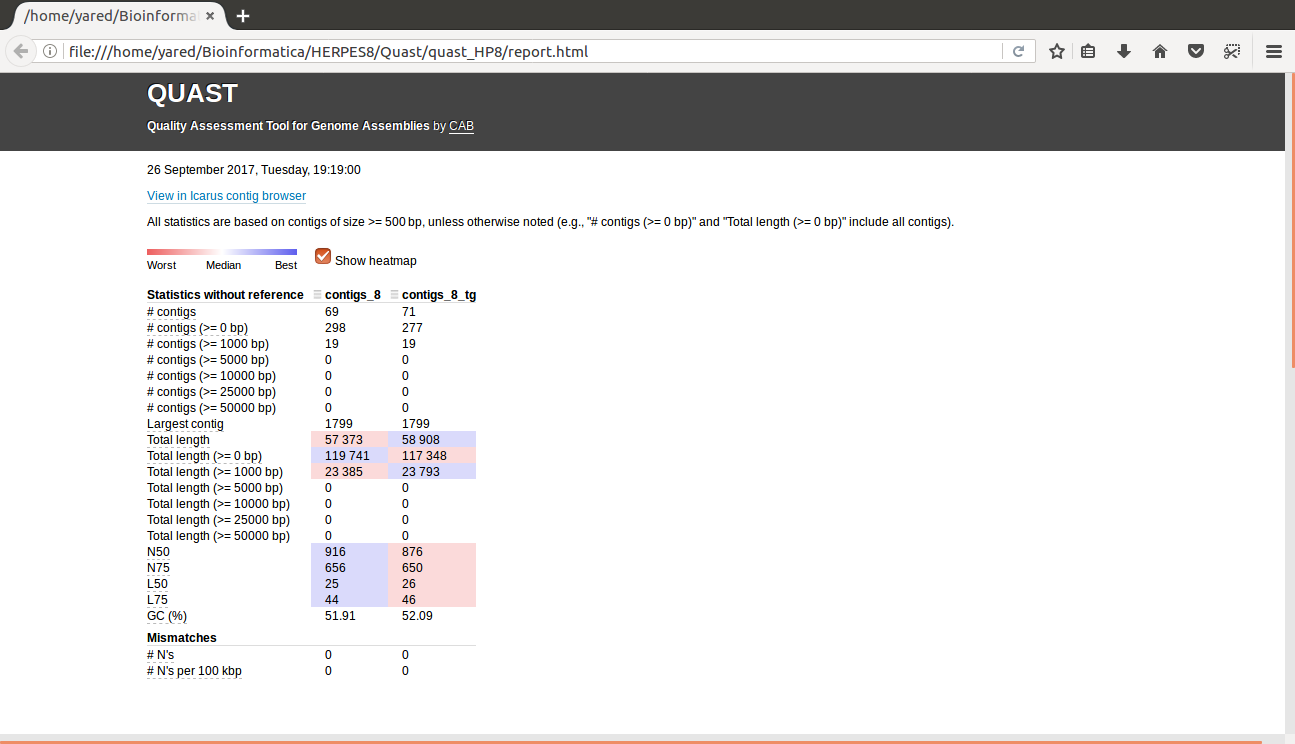 /home/yared/Bioinforma
file:///home/yared/Bioinformatica/HERPES8/Quast/quast_HP8/report.html
QUAST
Quality Assessment Tool for Genome Assemblies by CAB
26 September 2017, Tuesday, 19:19:00
View in Icarus contig browser
All statistics are based on contigs of size >= 500 bp, unless otherwise noted (e.g., "# contigs (>= 0 bp)" and "Total length (>= 0 bp)" include all contigs).
Worst Median Best Show heatmap
Statistics without reference contigs_8 contigs_8_tg
# contigs 69 71
# contigs (>= 0 bp) 298 277
# contigs (>= 1000 bp) 19 19
# contigs (>= 5000 bp) 0 0
# contigs (>= 10000 bp) 0 0
# contigs (>= 25000 bp) 0 0
# contigs (>= 50000 bp) 0 0
Largest contig 1799 1799
Total length 57 373 58 908
Total length (>= 0 bp) 119 741 117 348
Total length (>= 1000 bp) 23 385 23 793
Total length (>= 5000 bp) 0 0
Total length (>= 10000 bp) 0 0
Total length (>= 25000 bp) 0 0
Total length (>= 50000 bp) 0 0
N50 916 876
N75 656 650
L50 25 26
L75 44 46
GC (%) 51.91 52.09
Mismatches
# N's 0 0
# N's per 100 kbp 0 0